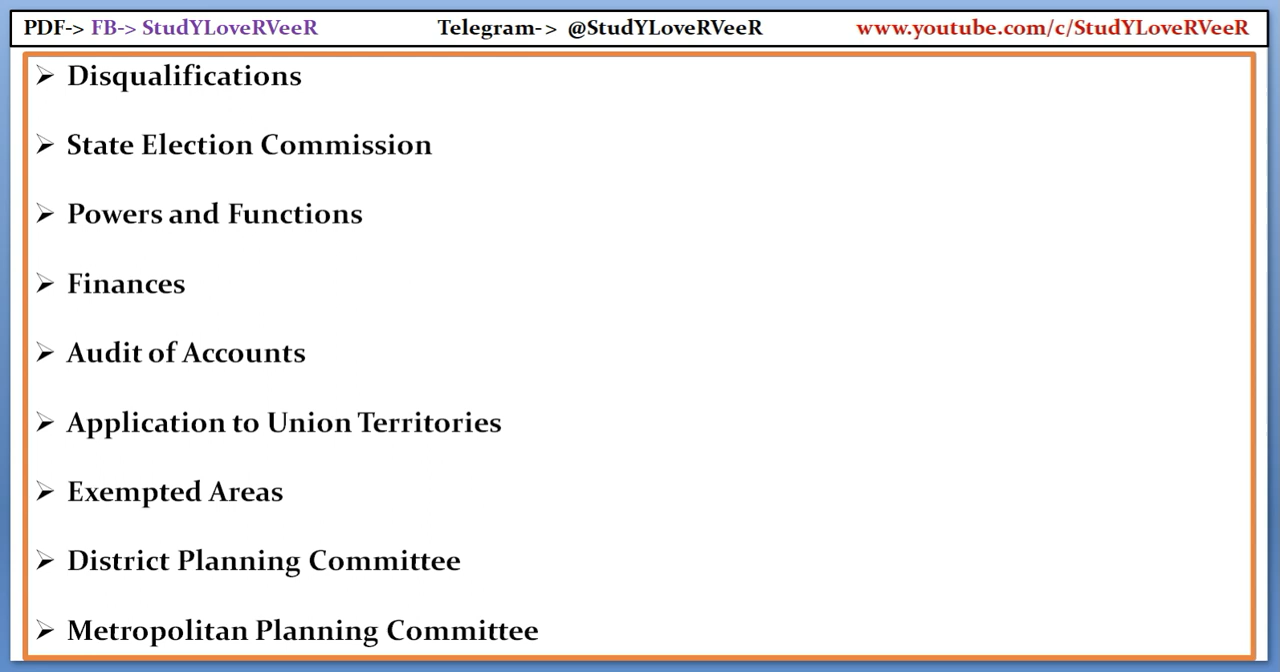 PDF-> FB-> StudYLoveRVeeR Telegram-> @StudYLoveRVeeR www.youtube.com/c/StudYLoveRVeeR
➢ Disqualifications
➢ State Election Commission
➢ Powers and Functions
➢ Finances
➢ Audit of Accounts
➢ Application to Union Territories
➢ Exempted Areas
➢ District Planning Committee
➢ Metropolitan Planning Committee